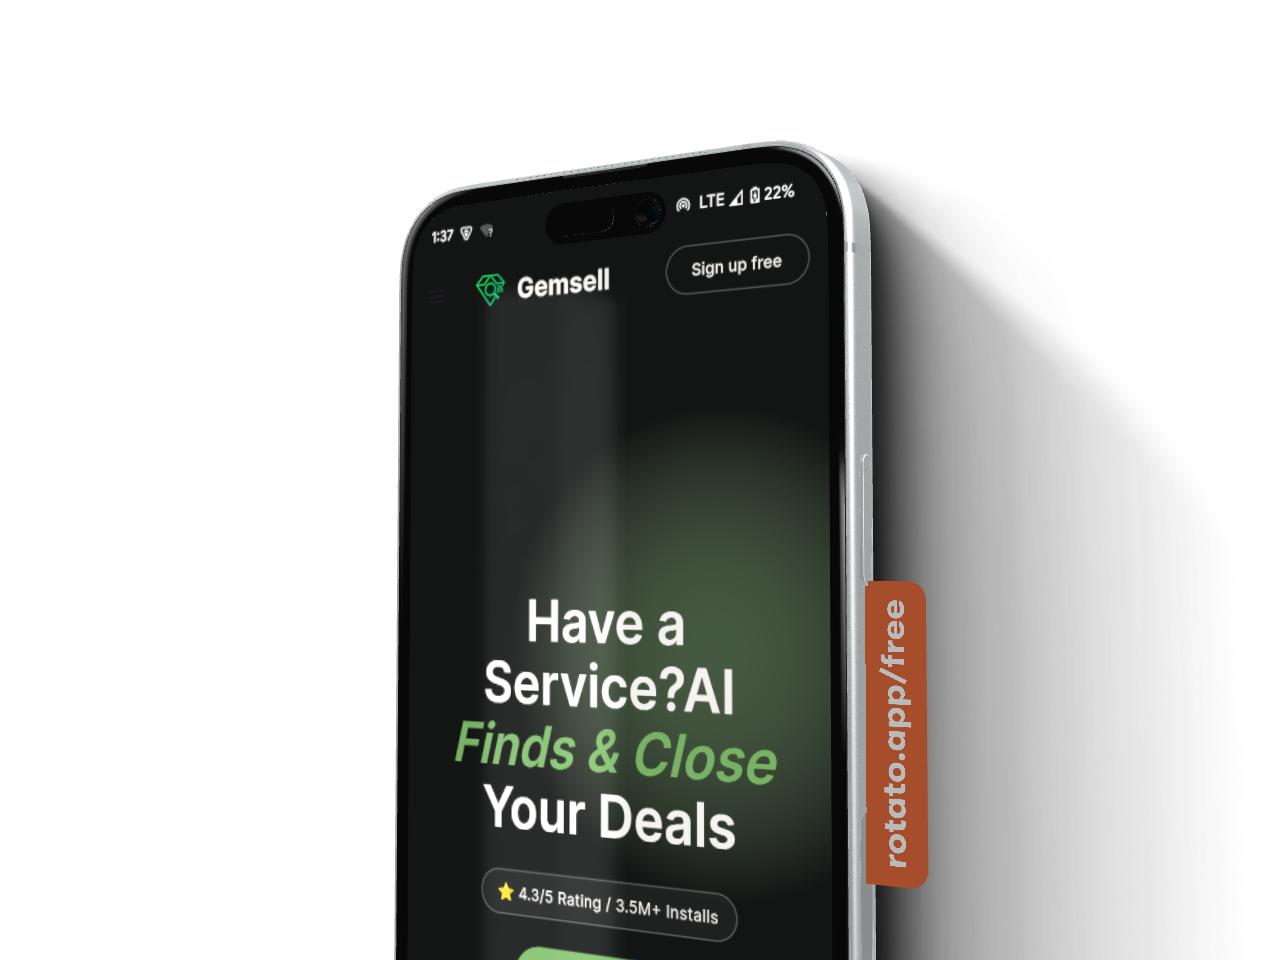 1:37 LTE 22%
Gemsell
Sign up free
Have a
Service?AI
Finds & Close
Your Deals
⭐ 4.3/5 Rating / 3.5M+ Installs
rotato.app/free